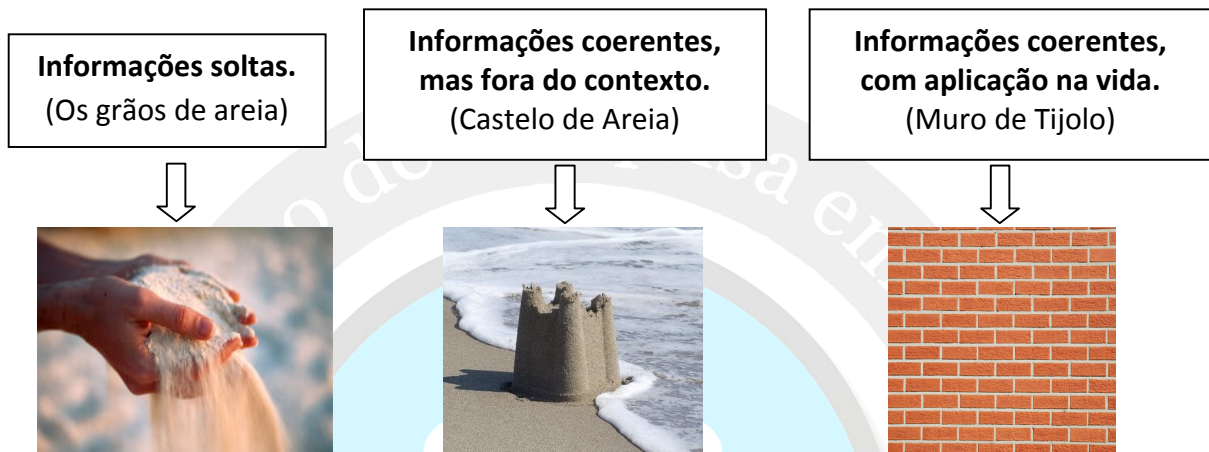 Informações soltas.
(Os grãos de areia)
Informações coerentes,
mas fora do contexto.
(Castelo de Areia)
Informações coerentes,
com aplicação na vida.
(Muro de Tijolo)